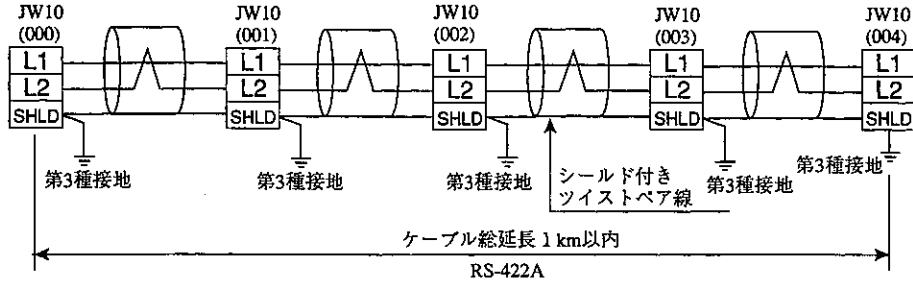 JW10 JW10 JW10 JW10 JW10
(000) (001) (002) (003) (004)
L1 L1 L1 L1 L1
L2 L2 L2 L2 L2
SHLD SHLD SHLD SHLD SHLD
第3種接地 第3種接地 第3種接地 第3種接地 第3種接地
シールド付き
ツイストペア線
ケーブル総延長 1 km以内
RS-422A